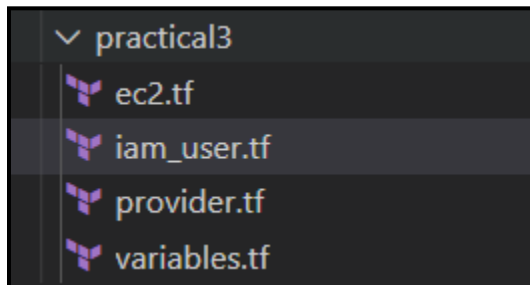 practical3
ec2.tf
iam_user.tf
provider.tf
variables.tf